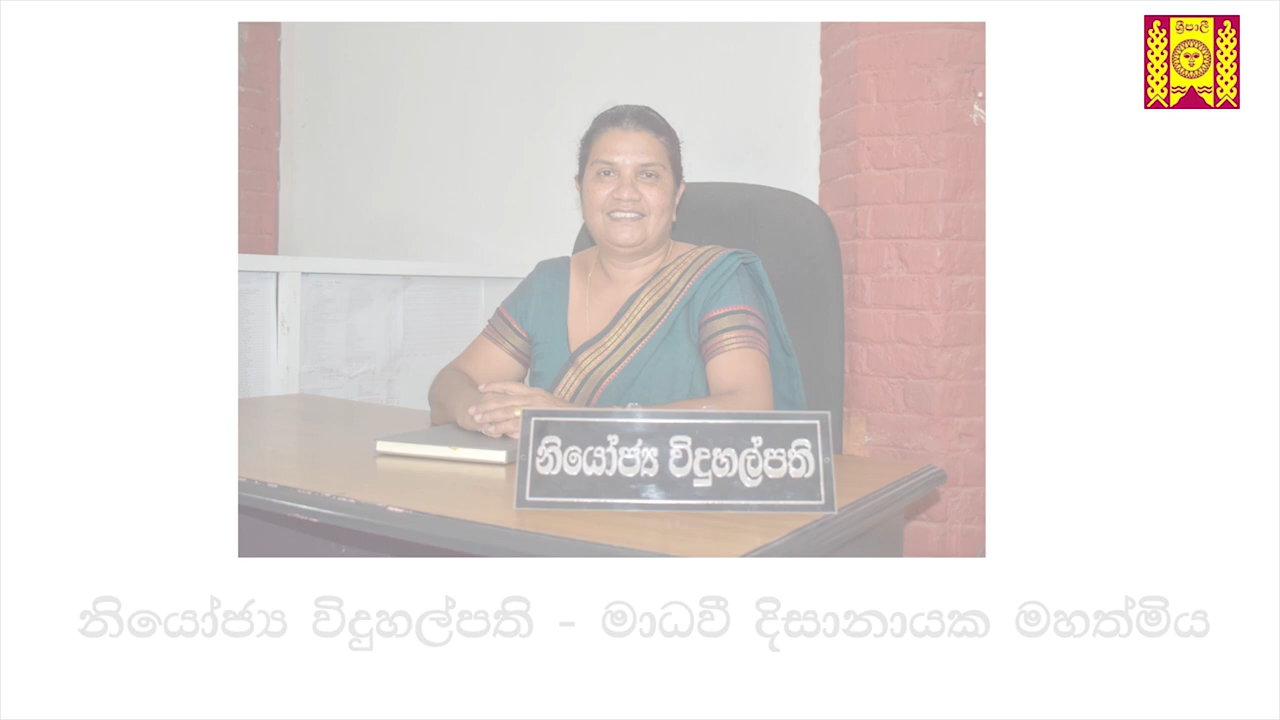 ශ්‍රීපාලි
නියෝජ්‍ය විදුහල්පති
නියෝජ්‍ය විදුහල්පති - මාධවී දිසානායක මහත්මිය